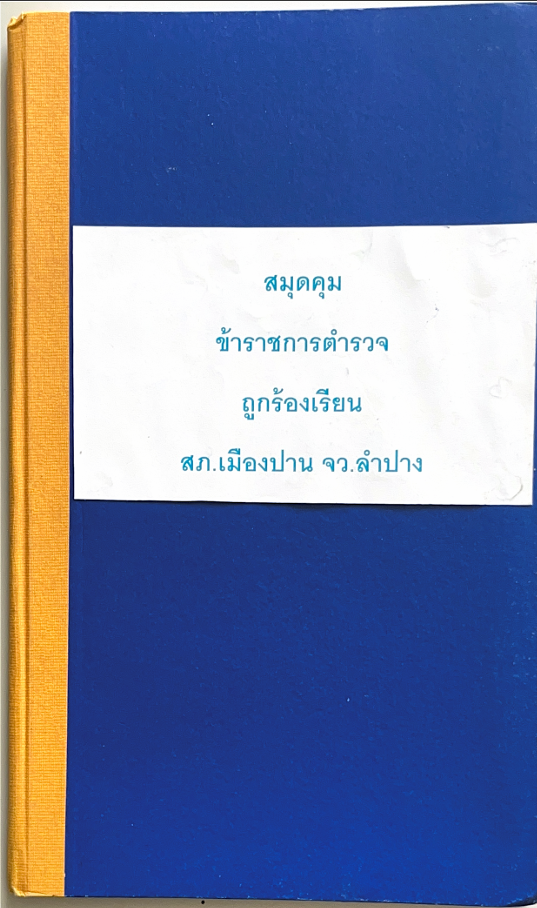 สมุดคุม
ข้าราชการตำรวจ
ถูกร้องเรียน
สภ.เมืองปาน จว.ลำปาง